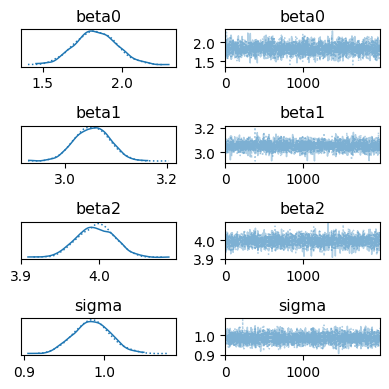 beta0 beta0
2.0
1.5
1.5 2.0 0 1000
beta1 beta1
3.2
3.0
3.0 3.2 0 1000
beta2 beta2
4.0
3.9
3.9 4.0 0 1000
sigma sigma
1.0
0.9
0.9 1.0 0 1000